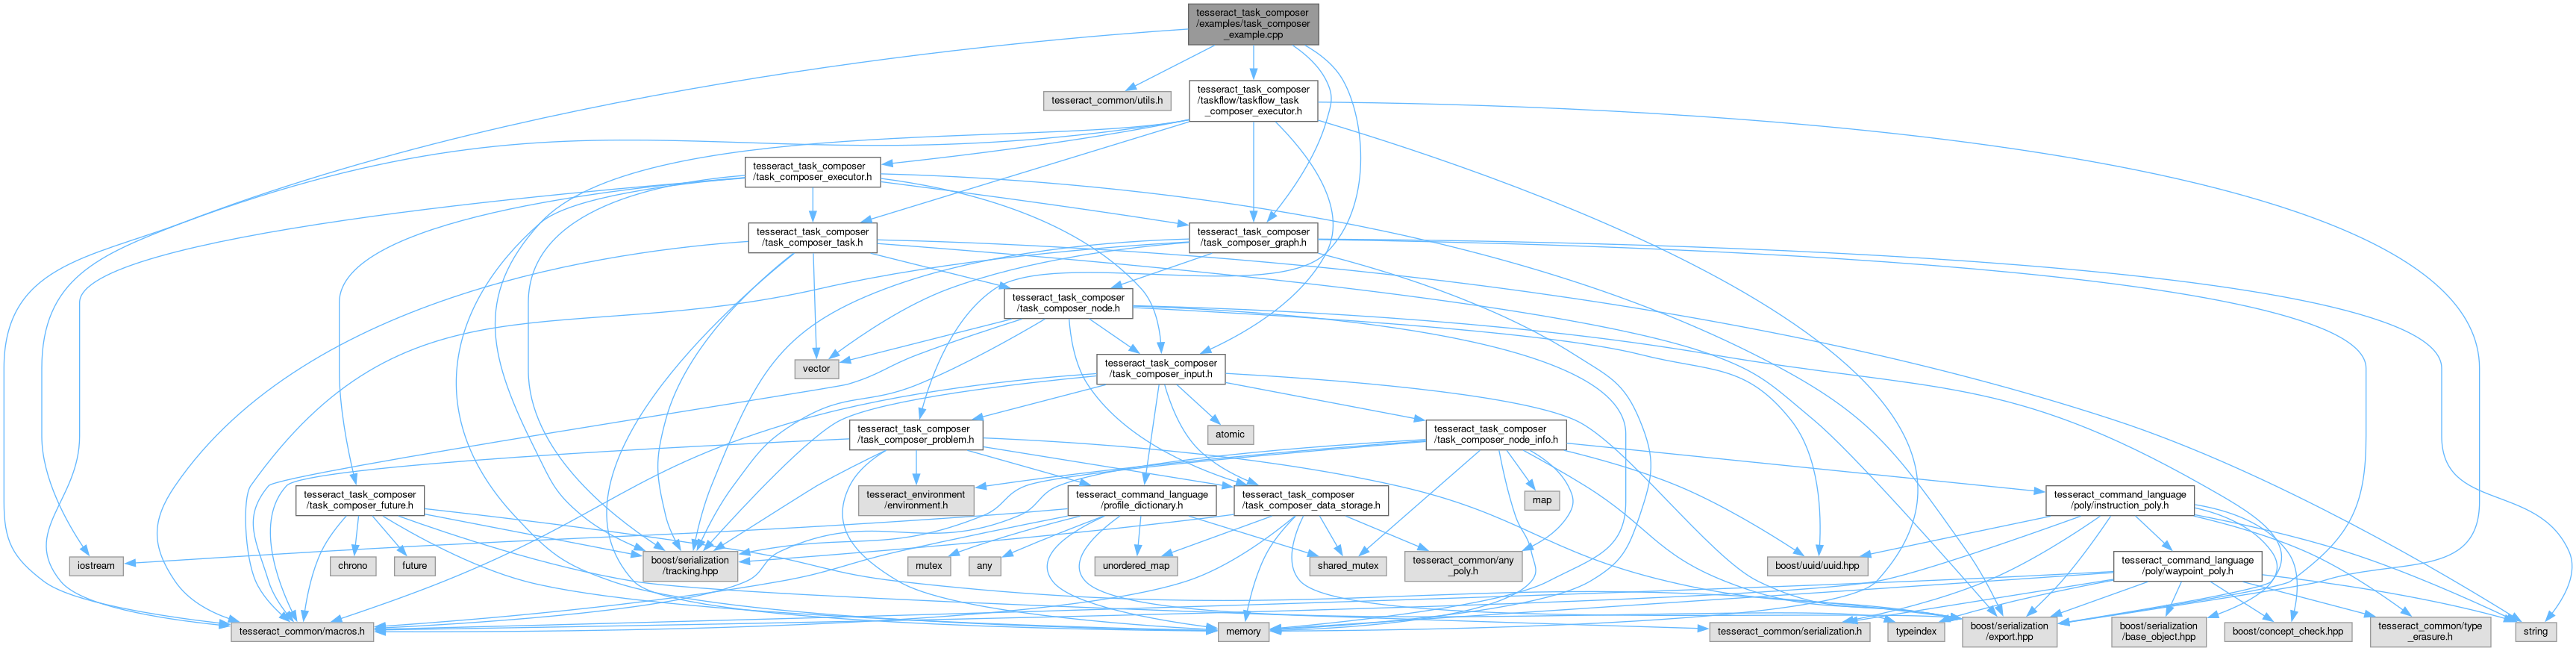 tesseract_task_composer
/examples/task_composer
_example.cpp
tesseract_common/utils.h
tesseract_task_composer
/taskflow/taskflow_task
_composer_executor.h
tesseract_task_composer
/task_composer_executor.h
tesseract_task_composer
/task_composer_task.h
tesseract_task_composer
/task_composer_graph.h
tesseract_task_composer
/task_composer_node.h
vector
tesseract_task_composer
/task_composer_input.h
tesseract_task_composer
/task_composer_problem.h
atomic
tesseract_task_composer
/task_composer_node_info.h
tesseract_task_composer
/task_composer_future.h
tesseract_environment
/environment.h
tesseract_command_language
/profile_dictionary.h
tesseract_task_composer
/task_composer_data_storage.h
map
tesseract_command_language
/poly/instruction_poly.h
iostream
chrono
future
boost/serialization
/tracking.hpp
mutex
any
unordered_map
shared_mutex
tesseract_common/any
_poly.h
boost/uuid/uuid.hpp
tesseract_command_language
/poly/waypoint_poly.h
tesseract_common/macros.h
memory
tesseract_common/serialization.h
typeindex
boost/serialization
/export.hpp
boost/serialization
/base_object.hpp
boost/concept_check.hpp
tesseract_common/type
_erasure.h
string